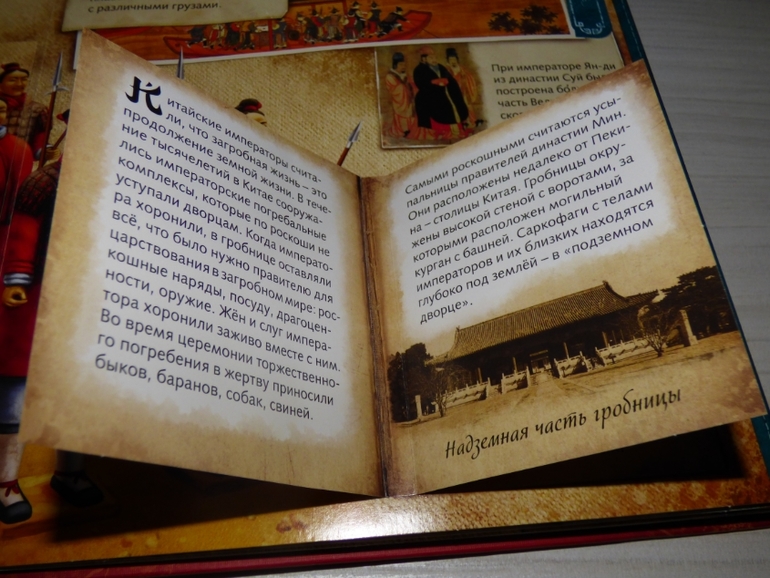 с различными грузами.
При императоре Ян-ди
из династии Суй был
построена
часть
Китайские императоры счита-
ли, что загробная жизнь – это
продолжение земной жизни. В тече-
ние тысячелетий в Китае сооружа-
лись императорские погребальные
комплексы, которые по роскоши не
уступали дворцам. Когда императо-
ра хоронили, в гробнице оставляли
всё, что было нужно правителю для
царствования в загробном мире: рос-
кошные наряды, посуду, драгоцен-
ности, оружие. Жён и слуг импера-
тора хоронили заживо вместе с ним.
Во время церемонии торжественно-
го погребения в жертву приносили
быков, баранов, собак, свиней.
Самыми роскошными считаются усы-
пальницы правителей династии Мин.
Они расположены недалеко от Пеки-
на – столицы Китая. Гробницы окру-
жены высокой стеной с воротами, за
которыми расположен могильный
курган с башней. Саркофаги с телами
императоров и их близких находятся
глубоко под землёй – в «подземном
дворце».
Надземная часть гробницы